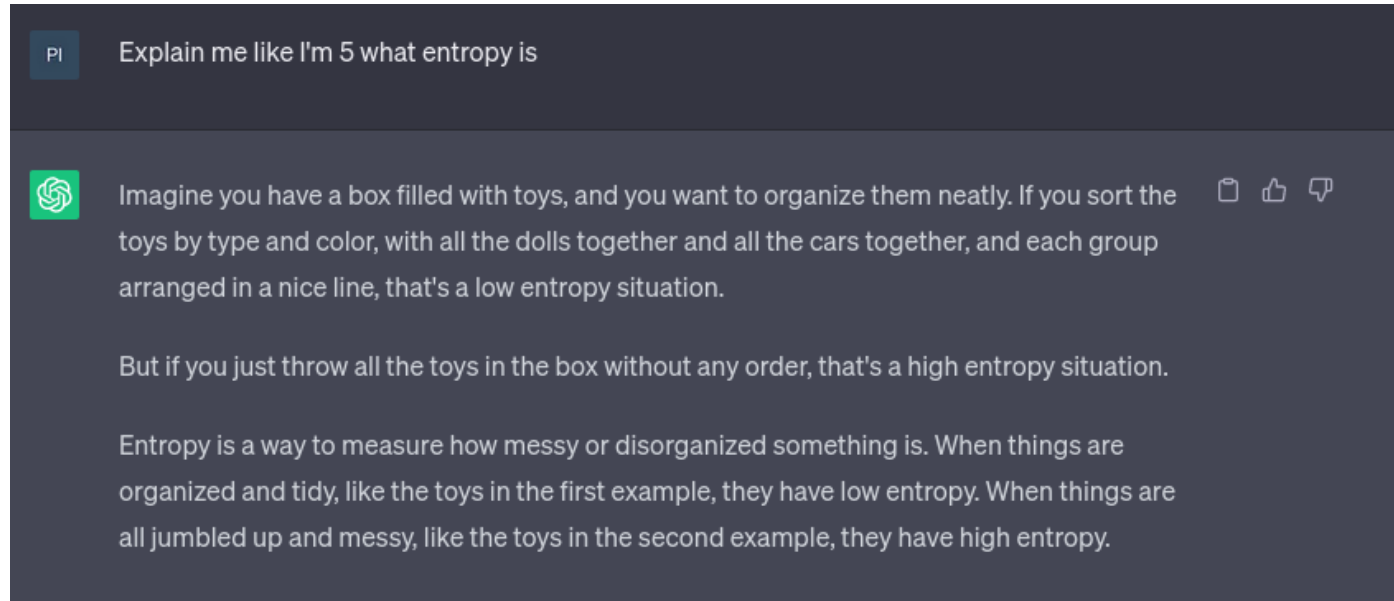 PI
Explain me like I'm 5 what entropy is
Imagine you have a box filled with toys, and you want to organize them neatly. If you sort the
toys by type and color, with all the dolls together and all the cars together, and each group
arranged in a nice line, that's a low entropy situation.
But if you just throw all the toys in the box without any order, that's a high entropy situation.
Entropy is a way to measure how messy or disorganized something is. When things are
organized and tidy, like the toys in the first example, they have low entropy. When things are
all jumbled up and messy, like the toys in the second example, they have high entropy.